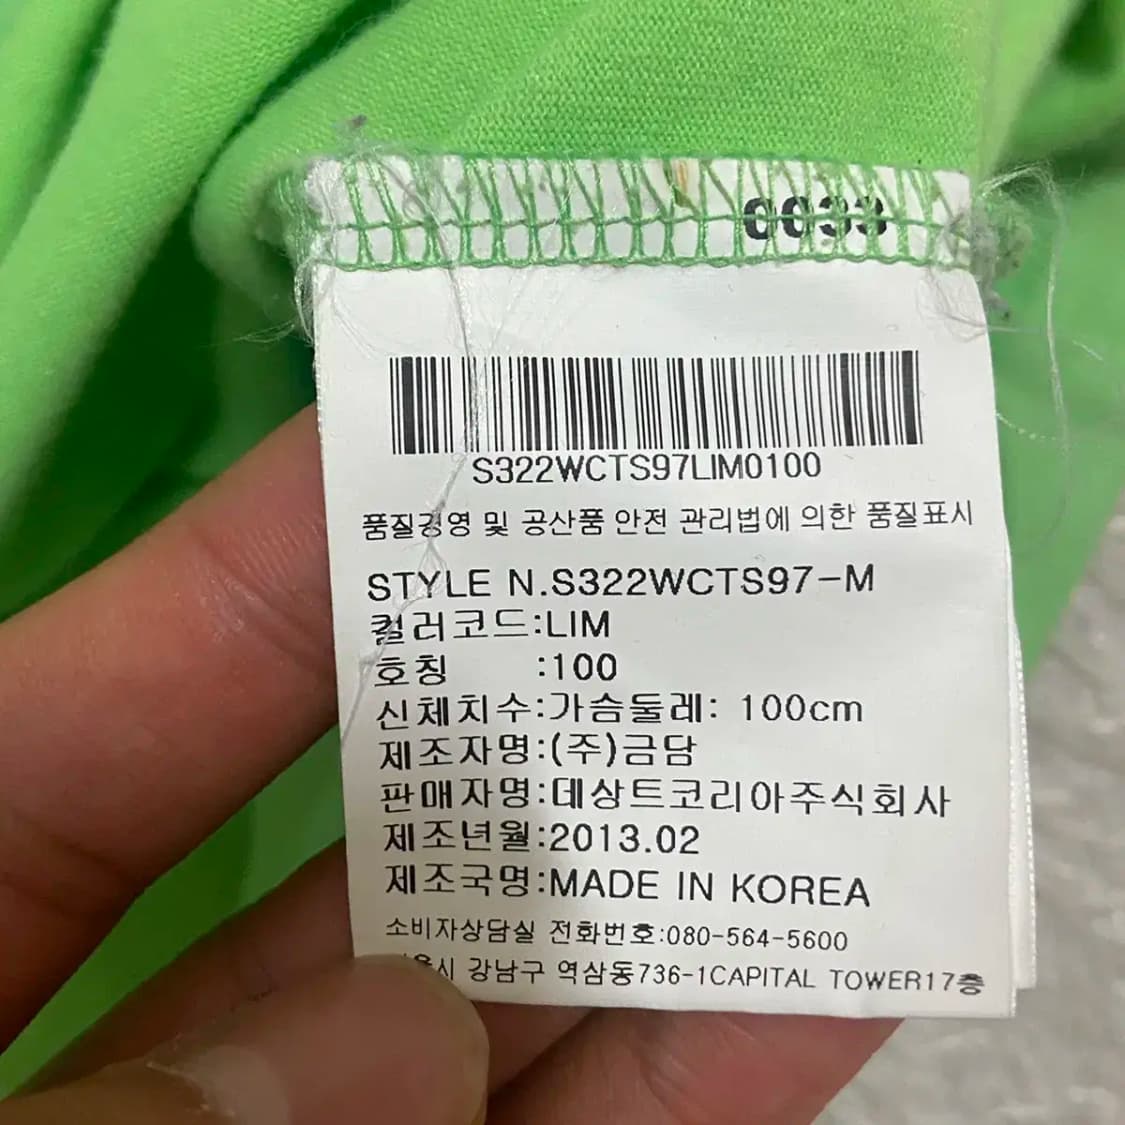 0033
S322WCTS97LIM0100
품질경영 및 공산품 안전 관리법에 의한 품질표시
STYLE N.S322WCTS97-M
컬러코드:LIM
호칭 :100
신체치수:가슴둘레: 100cm
제조자명:(주)금담
판매자명:데상트코리아주식회사
제조년월:2013.02
제조국명:MADE IN KOREA
소비자상담실 전화번호:080-564-5600
강남구 역삼동736-1CAPITAL TOWER17층